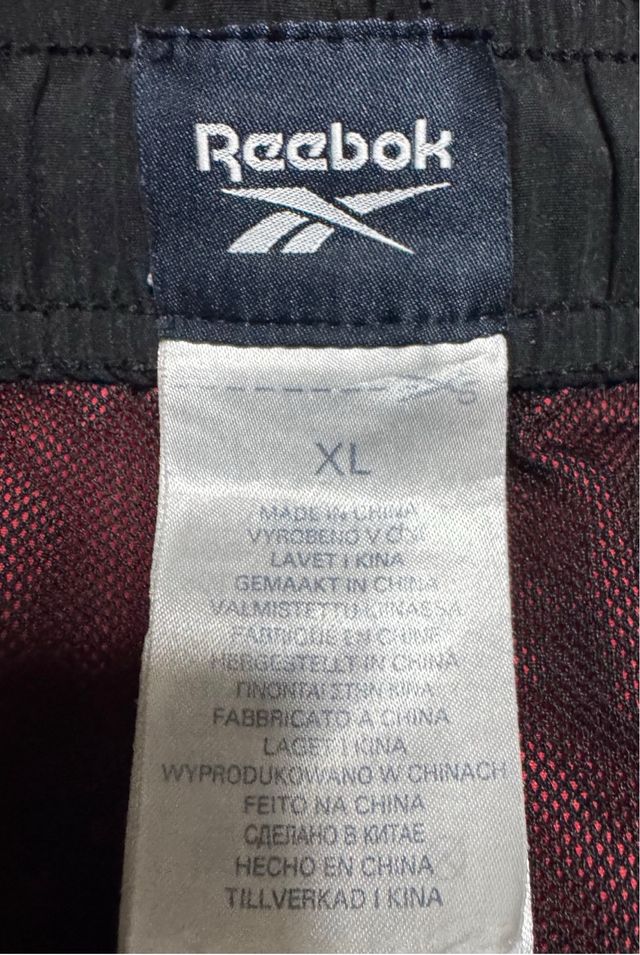 Reebok
XL
MADE IN CHINA
VYROBENO V ČÍNĚ
LAVET I KINA
GEMAAKT IN CHINA
VALMISTETTU KIINASSA
FABRIQUE EN CHINE
HERGESTELLT IN CHINA
ΓΙΝΟΝΤΑΙ ΣΤΗΝ ΚΙΝΑ
FABBRICATO A CHINA
LAGET I KINA
WYPRODUKOWANO W CHINACH
FEITO NA CHINA
СДЕЛАНО В КИТАЕ
HECHO EN CHINA
TILLVERKAD I KINA